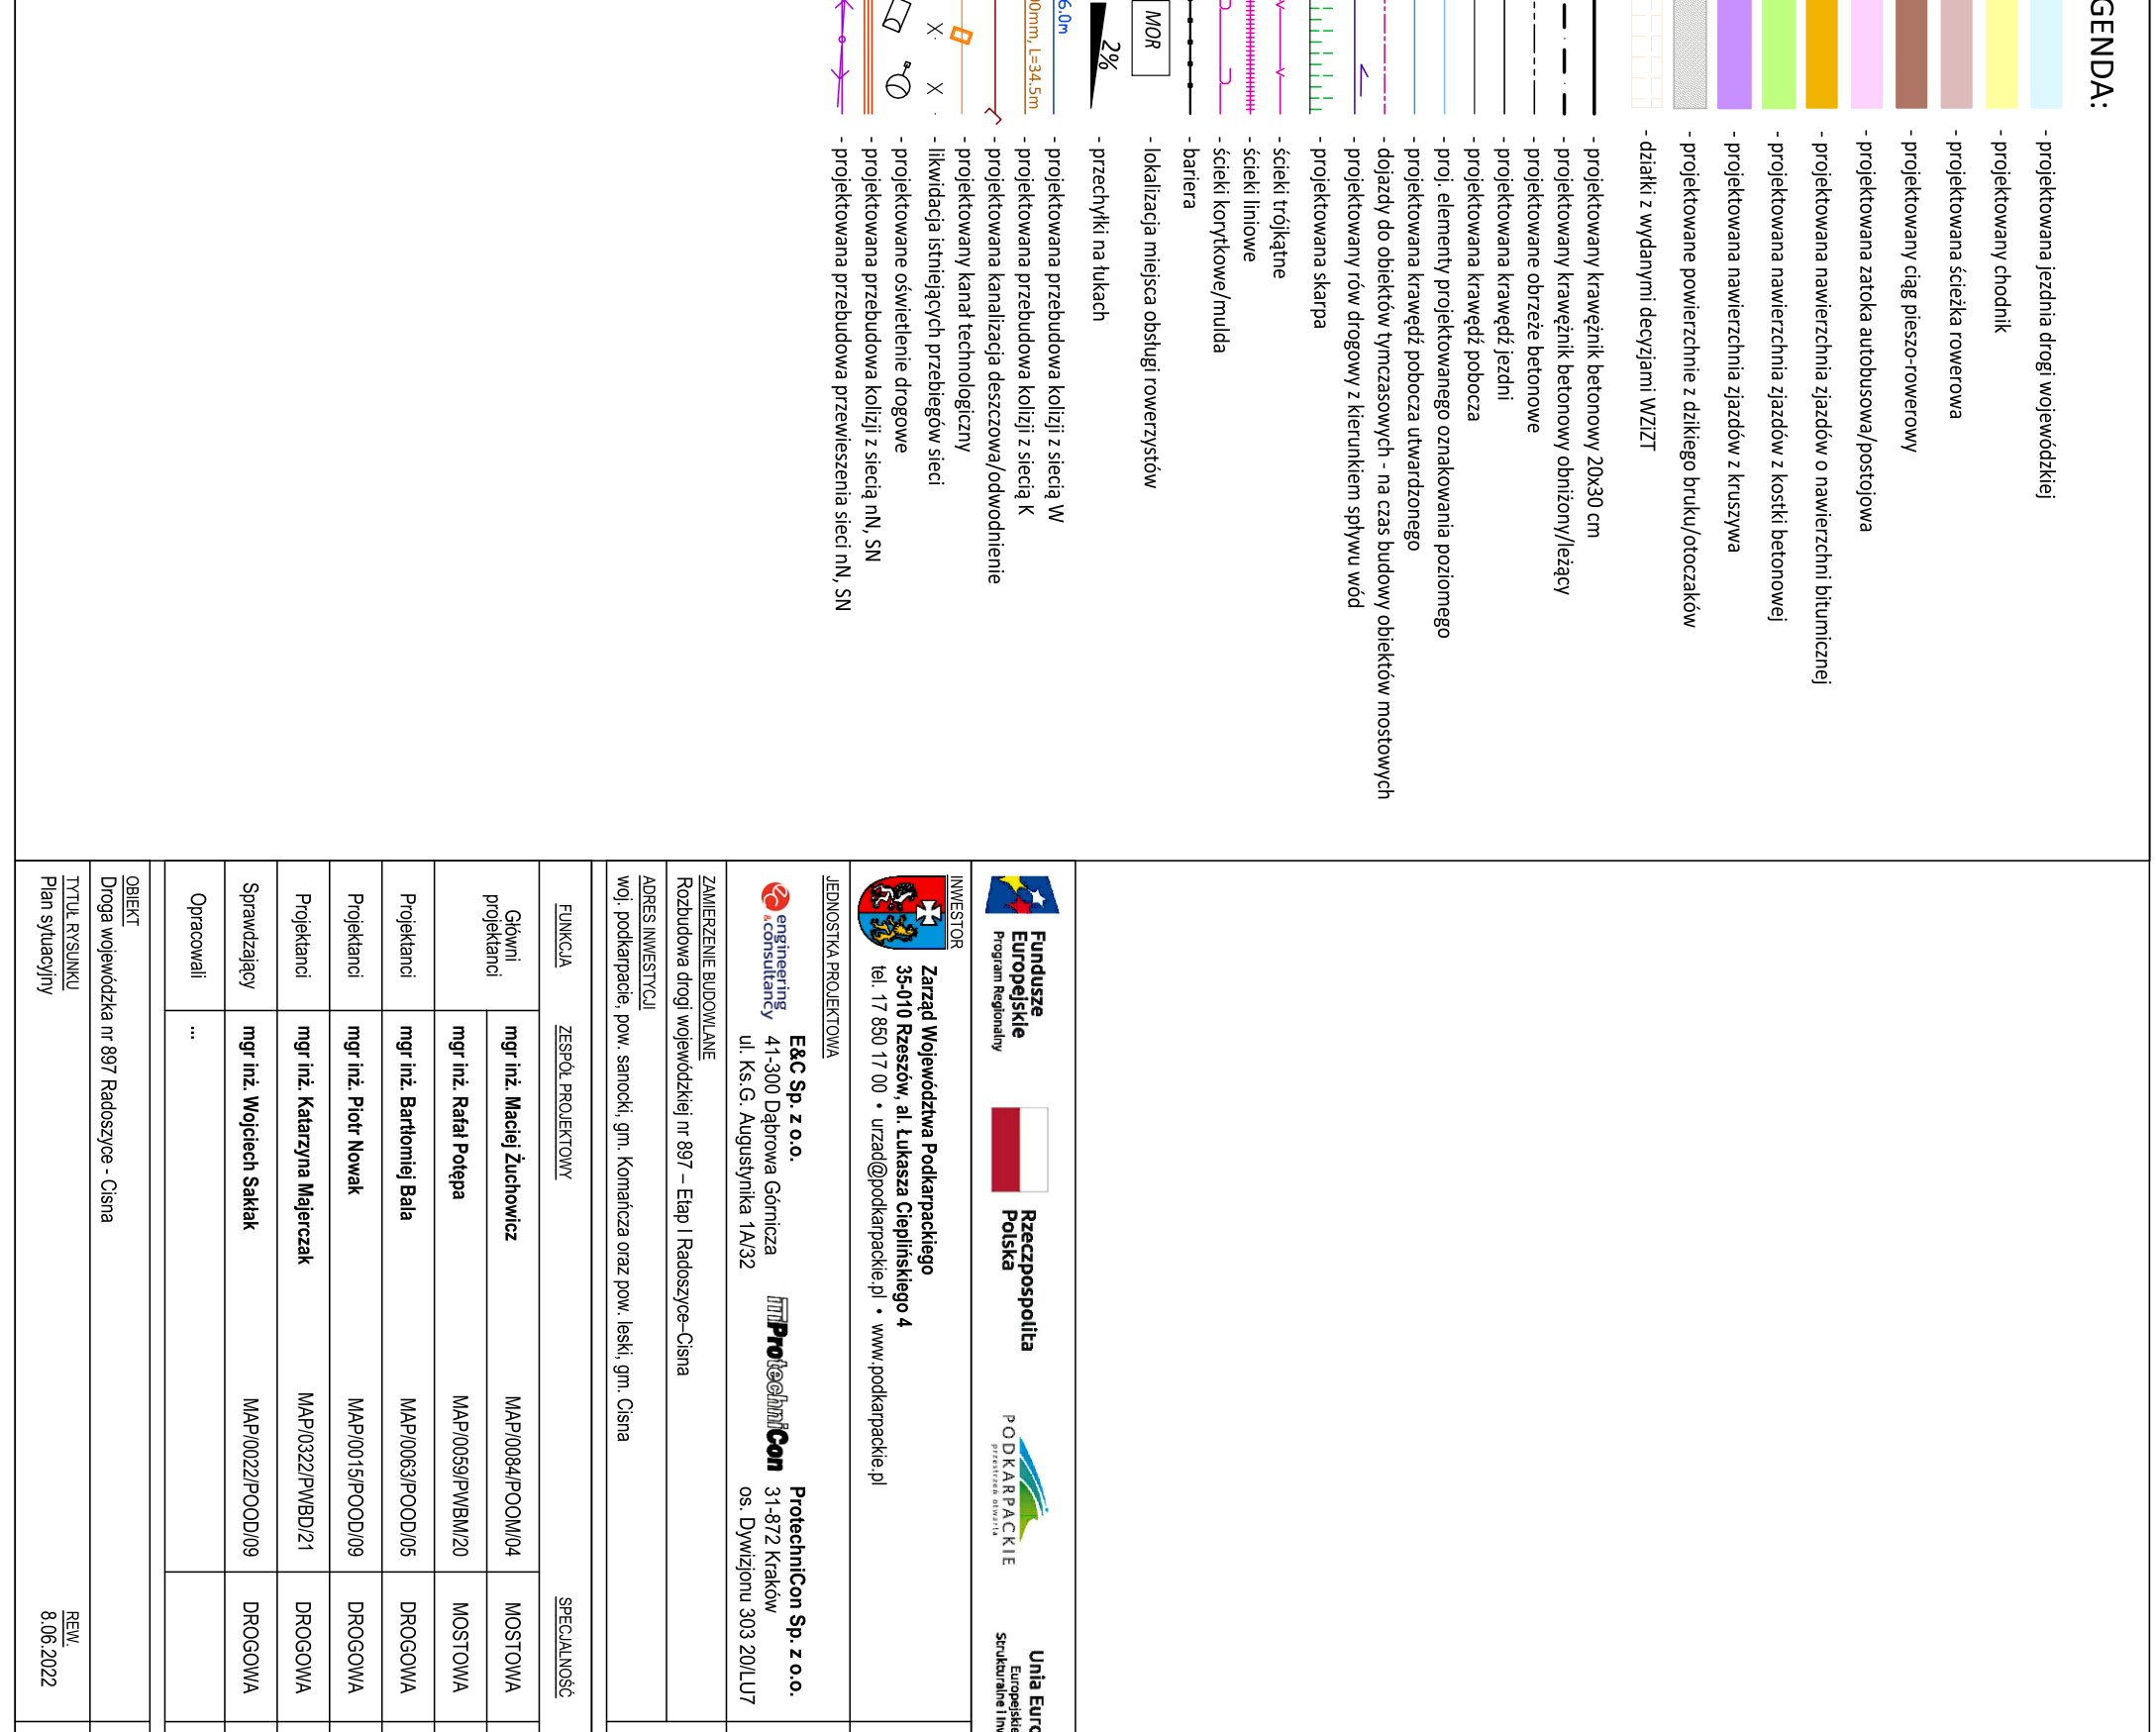 GENDA:
- projektowana jezdnia drogi wojewódzkiej
- projektowany chodnik
- projektowana ścieżka rowerowa
- projektowany ciąg pieszo-rowerowy
- projektowana zatoka autobusowa/postojowa
- projektowana nawierzchnia zjazdów o nawierzchni bitumicznej
- projektowana nawierzchnia zjazdów z kostki betonowej
- projektowana nawierzchnia zjazdów z kruszywa
- projektowane powierzchnie z dzikiego bruku/otoczaków
- działki z wydanymi decyzjami WZiZT
- projektowany krawężnik betonowy 20x30 cm
- projektowany krawężnik betonowy obniżony/leżący
- projektowane obrzeże betonowe
- projektowana krawędź jezdni
- projektowana krawędź pobocza
- proj. elementy projektowanego oznakowania poziomego
- projektowana krawędź pobocza utwardzonego
- dojazdy do obiektów tymczasowych - na czas budowy obiektów mostowych
- projektowany rów drogowy z kierunkiem spływu wód
- projektowana skarpa
- ścieki trójkątne
- ścieki liniowe
- ścieki korytkowe/mulda
- bariera
MOR - lokalizacja miejsca obsługi rowerzystów
2% - przechyłki na łukach
6.0m - projektowana przebudowa kolizji z siecią W
00mm, L=34.5m - projektowana przebudowa kolizji z siecią K
- projektowana kanalizacja deszczowa/odwodnienie
- projektowany kanał technologiczny
- likwidacja istniejących przebiegów sieci
- projektowane oświetlenie drogowe
- projektowana przebudowa kolizji z siecią nN, SN
- projektowana przebudowa przewieszenia sieci nN, SN
Fundusze
Europejskie
Program Regionalny
Rzeczpospolita
Polska
PODKARPACKIE
przestrzeń otwarta
Unia Euro
Europejskie
Strukturalne i Inw
INWESTOR
Zarząd Województwa Podkarpackiego
35-010 Rzeszów, al. Łukasza Cieplińskiego 4
tel. 17 850 17 00 • urzad@podkarpackie.pl • www.podkarpackie.pl
JEDNOSTKA PROJEKTOWA
engineering
&consultancy
E&C Sp. z o.o.
41-300 Dąbrowa Górnicza
ul. Ks.G. Augustynika 1A/32
ProtechniCon
ProtechniCon Sp. z o.o.
31-872 Kraków
os. Dywizjonu 303 20/LU7
ZAMIERZENIE BUDOWLANE
Rozbudowa drogi wojewódzkiej nr 897 – Etap I Radoszyce–Cisna
ADRES INWESTYCJI
woj. podkarpacie, pow. sanocki, gm. Komańcza oraz pow. leski, gm. Cisna
FUNKCJA ZESPÓŁ PROJEKTOWY SPECJALNOŚĆ
Główni
projektanci
mgr inż. Maciej Żuchowicz MAP/0084/POOM/04 MOSTOWA
mgr inż. Rafał Potępa MAP/0059/PWBM/20 MOSTOWA
Projektanci mgr inż. Bartłomiej Bala MAP/0063/POOD/05 DROGOWA
Projektanci mgr inż. Piotr Nowak MAP/0015/POOD/09 DROGOWA
Projektanci mgr inż. Katarzyna Majerczak MAP/0322/PWBD/21 DROGOWA
Sprawdzający mgr inż. Wojciech Sakłak MAP/0022/POOD/09 DROGOWA
Opracowali ...
OBIEKT
Droga wojewódzka nr 897 Radoszyce - Cisna
TYTUŁ RYSUNKU REW.
Plan sytuacyjny 8.06.2022